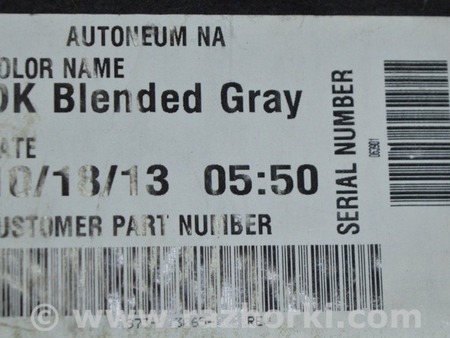 AUTONEUM NA
OLOR NAME
DK Blended Gray
ATE
10/18/13 05:50
USTOMER PART NUMBER
SERIAL NUMBER
© www.razborki.com